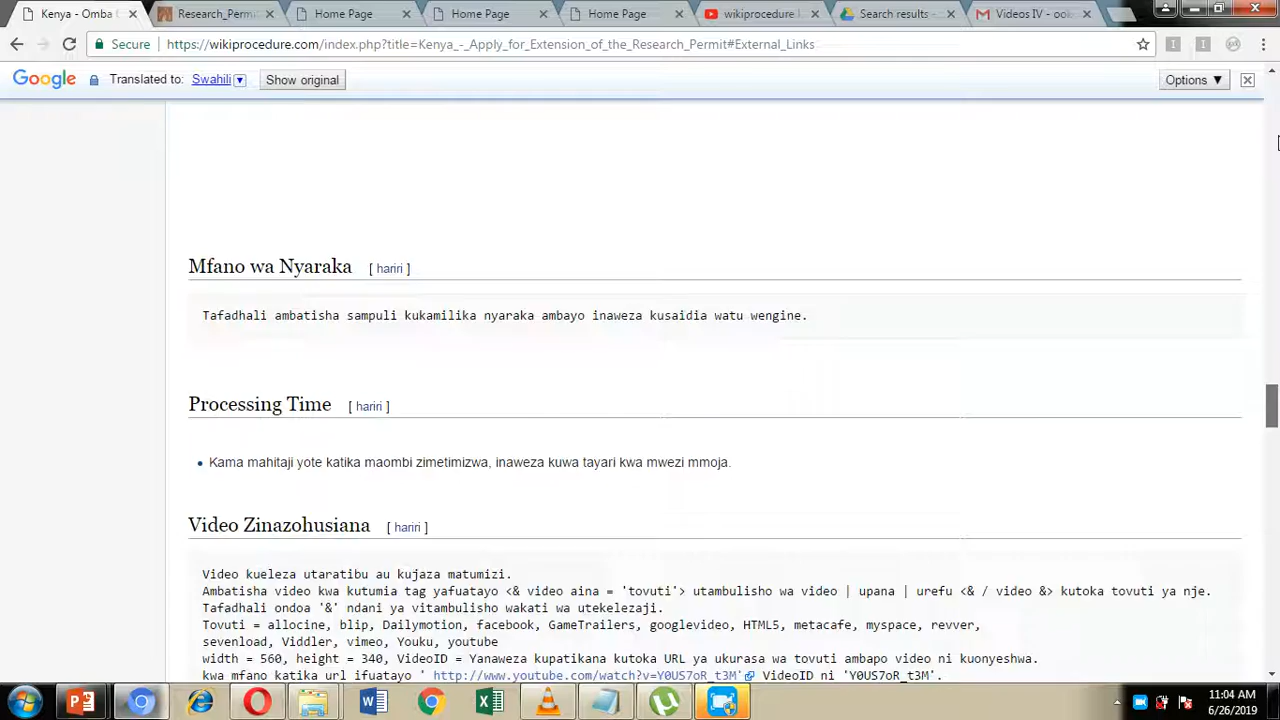 Kenya - Omba
Research_Perm
Home Page
Home Page
Home Page
wikiprocedure
Search results -
Videos IV - ook
Secure
https://wikiprocedure.com/index.php?title=Kenya_-_Apply_for_Extension_of_the_Research_Permit#External_Links
Google Translated to: Swahili Show original Options ▼
Mfano wa Nyaraka [ hariri ]
Tafadhali ambatisha sampuli kukamilika nyaraka ambayo inaweza kusaidia watu wengine.
Processing Time [ hariri ]
• Kama mahitaji yote katika maombi zimetimizwa, inaweza kuwa tayari kwa mwezi mmoja.
Video Zinazohusiana [ hariri ]
Video kueleza utaratibu au kujaza matumizi.
Ambatisha video kwa kutumia tag yafuatayo <& video aina = 'tovuti'> utambulisho wa video | upana | urefu <& / video &> kutoka tovuti ya nje.
Tafadhali ondoa '&' ndani ya vitambulisho wakati wa utekelezaji.
Tovuti = allocine, blip, Dailymotion, facebook, GameTrailers, googlevideo, HTML5, metacafe, myspace, revver,
sevenload, Viddler, vimeo, Youku, youtube
width = 560, height = 340, VideoID = Yanaweza kupatikana kutoka URL ya ukurasa wa tovuti ambapo video ni kuonyeshwa.
kwa mfano katika url ifuatayo ' http://www.youtube.com/watch?v=Y0US7oR_t3M' VideoID ni 'Y0US7oR_t3M'.
11:04 AM
6/26/2019